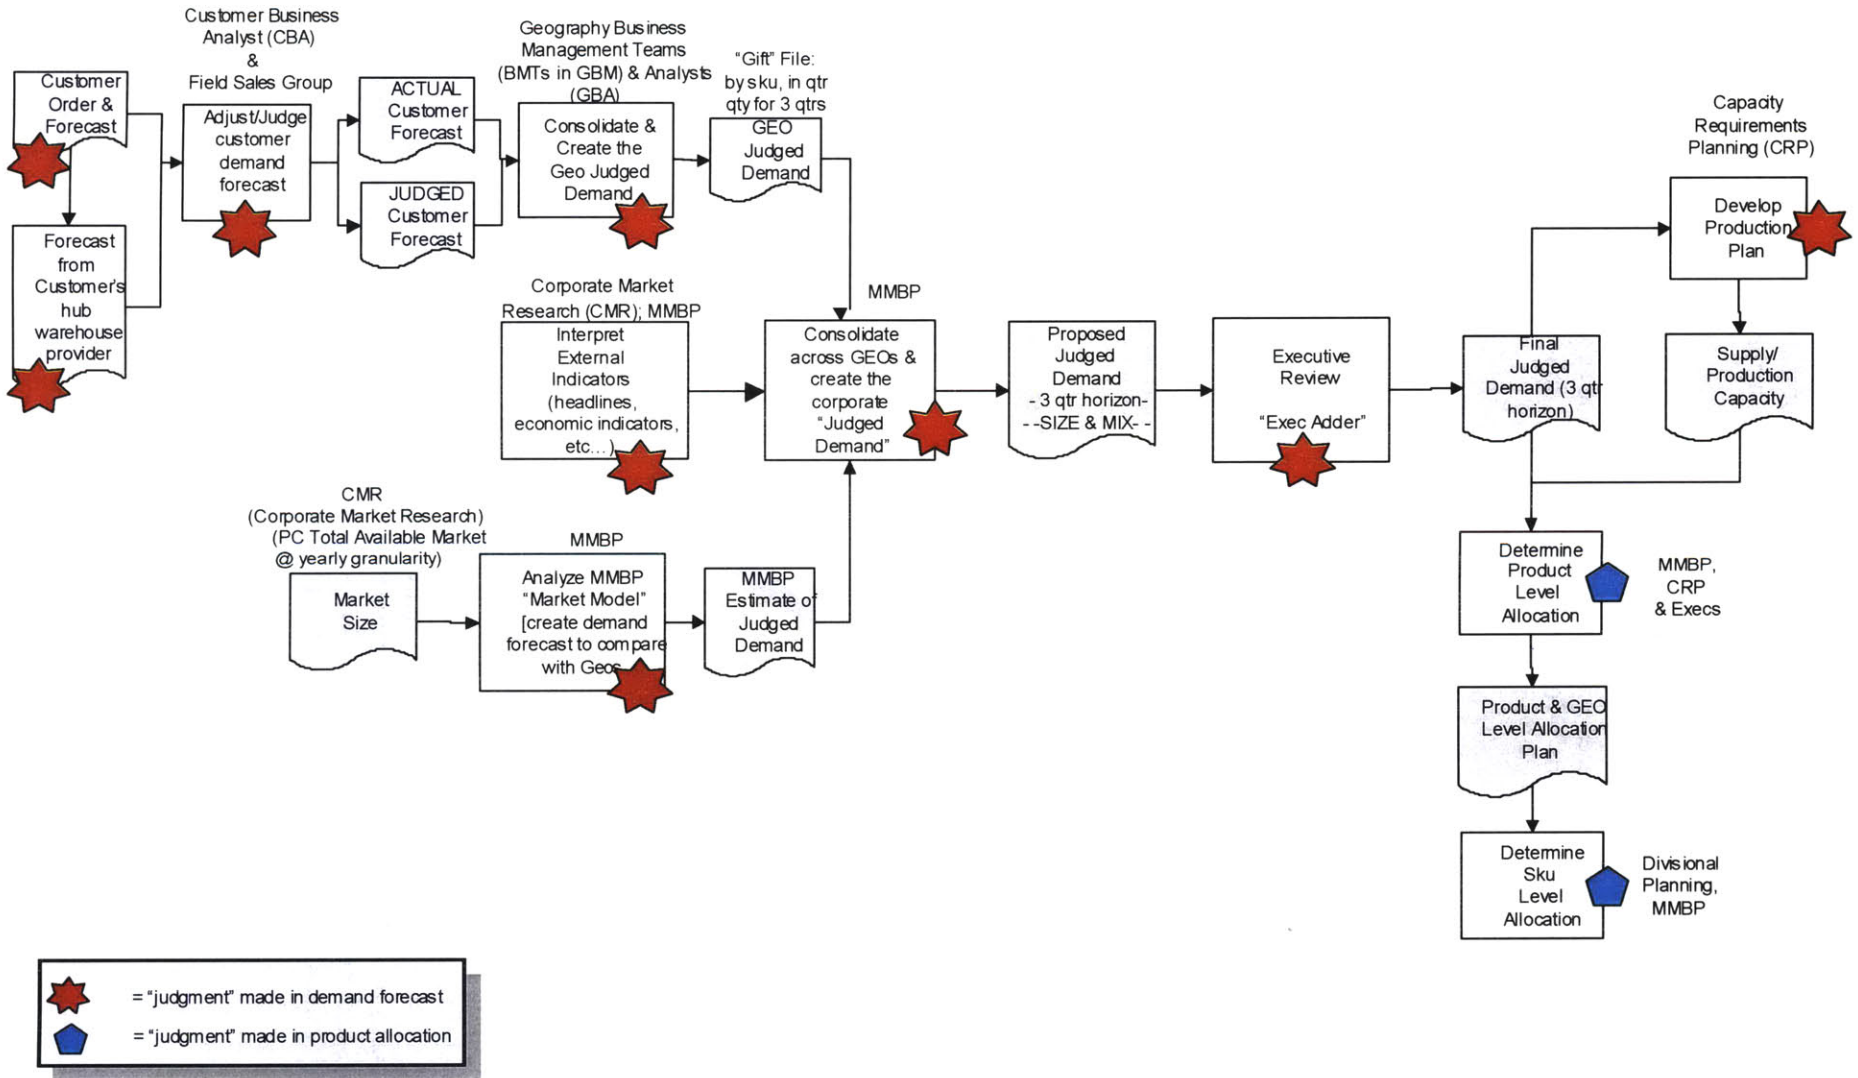 Customer Business
Analyst (CBA)
&
Field Sales Group
Customer
Order &
Forecast
Forecast
from
Customer's
hub
warehouse
provider
Adjust/Judge
customer
demand
forecast
ACTUAL
Customer
Forecast
JUDGED
Customer
Forecast
Geography Business
Management Teams
(BMTs in GBM) & Analysts
(GBA)
Consolidate &
Create the
Geo Judged
Demand
"Gift" File:
by sku, in qtr
qty for 3 qtrs
GEO
Judged
Demand
Corporate Market
Research (CMR); MMBP
Interpret
External
Indicators
(headlines,
economic indicators,
etc...)
CMR
(Corporate Market Research)
(PC Total Available Market
@ yearly granularity)
Market
Size
MMBP
Analyze MMBP
"Market Model"
[create demand
forecast to compare
with Geos
MMBP
Estimate of
Judged
Demand
MMBP
Consolidate
across GEOs &
create the
corporate
"Judged
Demand"
Proposed
Judged
Demand
- 3 qtr horizon-
- -SIZE & MIX- -
Executive
Review
"Exec Adder"
Final
Judged
Demand (3 qtr
horizon)
Capacity
Requirements
Planning (CRP)
Develop
Production
Plan
Supply/
Production
Capacity
Determine
Product
Level
Allocation
MMBP,
CRP
& Execs
Product & GEO
Level Allocation
Plan
Determine
Sku
Level
Allocation
Divisional
Planning,
MMBP
= "judgment" made in demand forecast
= "judgment" made in product allocation